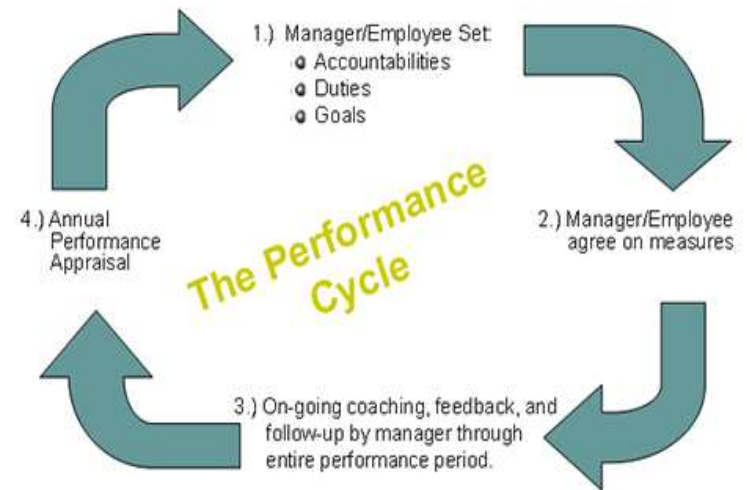 1.) Manager/Employee Set:
Accountabilities
Duties
Goals
2.) Manager/Employee
agree on measures
3.) On-going coaching, feedback, and
follow-up by manager through
entire performance period.
4.) Annual
Performance
Appraisal
The Performance
Cycle